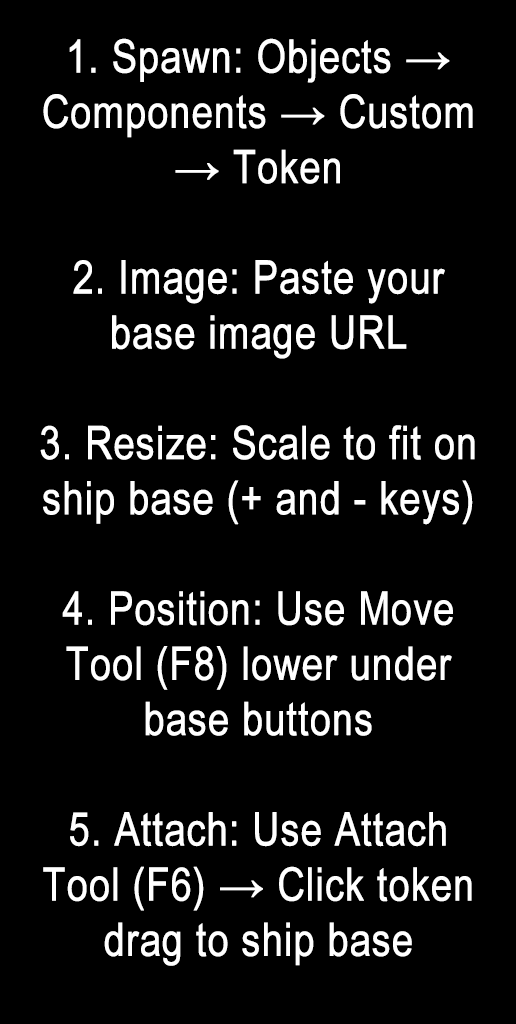 1. Spawn: Objects →
Components → Custom
→ Token
2. Image: Paste your
base image URL
3. Resize: Scale to fit on
ship base (+ and - keys)
4. Position: Use Move
Tool (F8) lower under
base buttons
5. Attach: Use Attach
Tool (F6) → Click token
drag to ship base